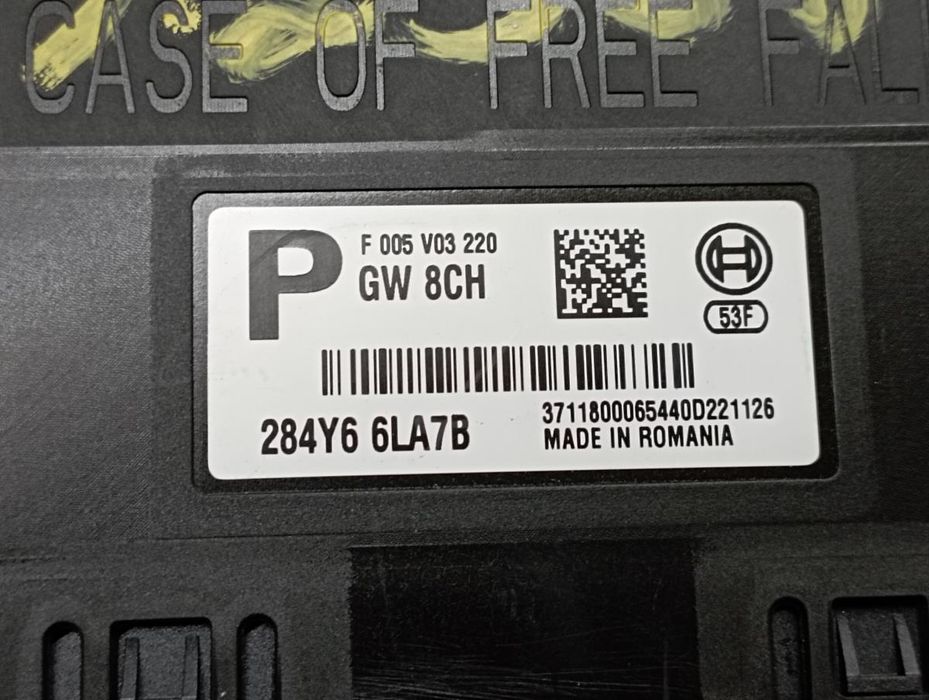 CASE OF FREE FAL
P
F 005 V03 220
GW 8CH
53F
284Y6 6LA7B
3711800065440D221126
MADE IN ROMANIA